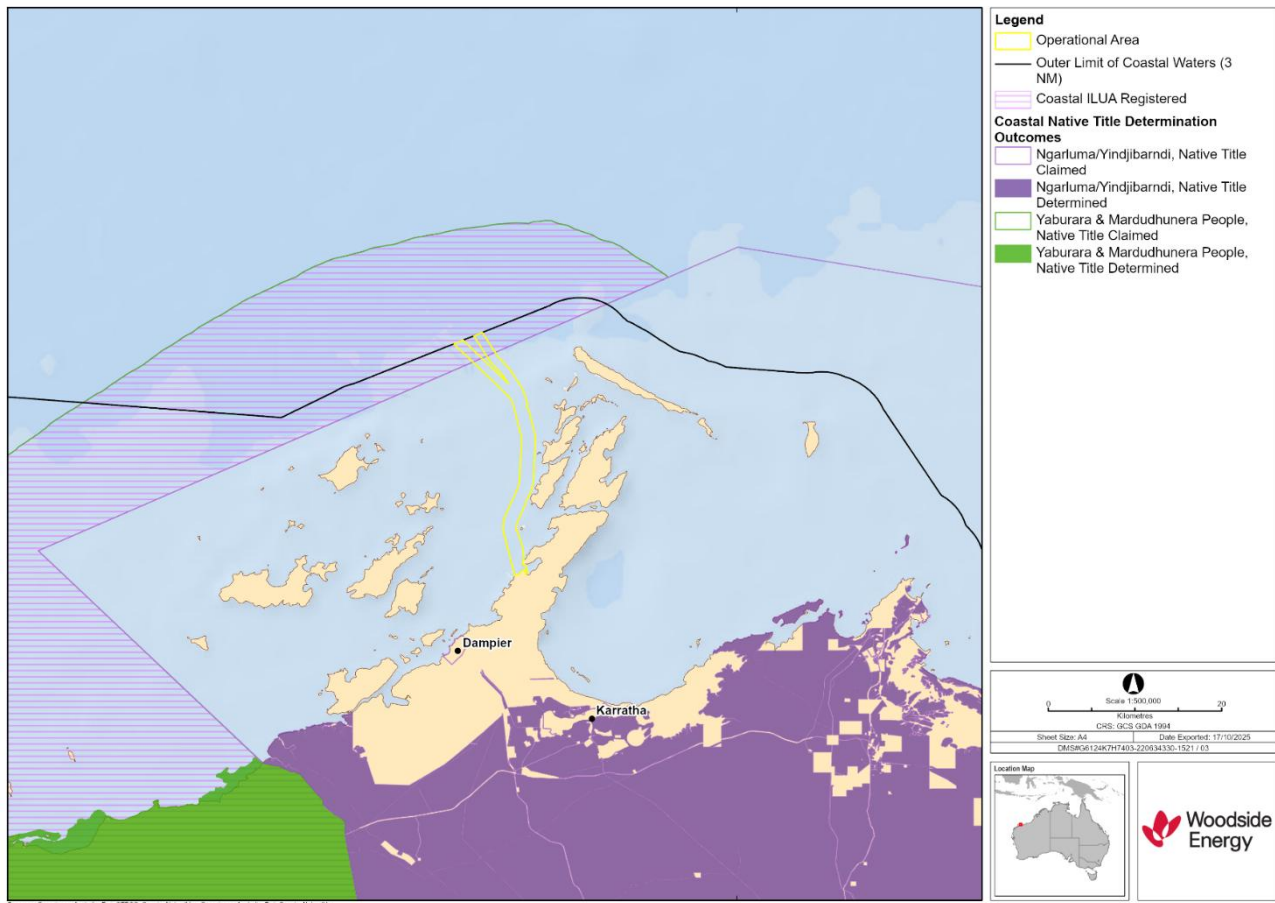 Legend
Operational Area
Outer Limit of Coastal Waters (3
NM)
Coastal ILUA Registered
Coastal Native Title Determination
Outcomes
Ngarluma/Yindjibarndi, Native Title
Claimed
Ngarluma/Yindjibarndi, Native Title
Determined
Yaburara & Mardudhunera People,
Native Title Claimed
Yaburara & Mardudhunera People,
Native Title Determined
Dampier
Karratha
Scale 1:500,000
0 20
Kilometres
CRS: GCS GDA 1994
Sheet Size: A4 Date Exported: 17/10/2025
DMS#G6124K7H7403-220634330-1521 / 03
Location Map
Woodside
Energy